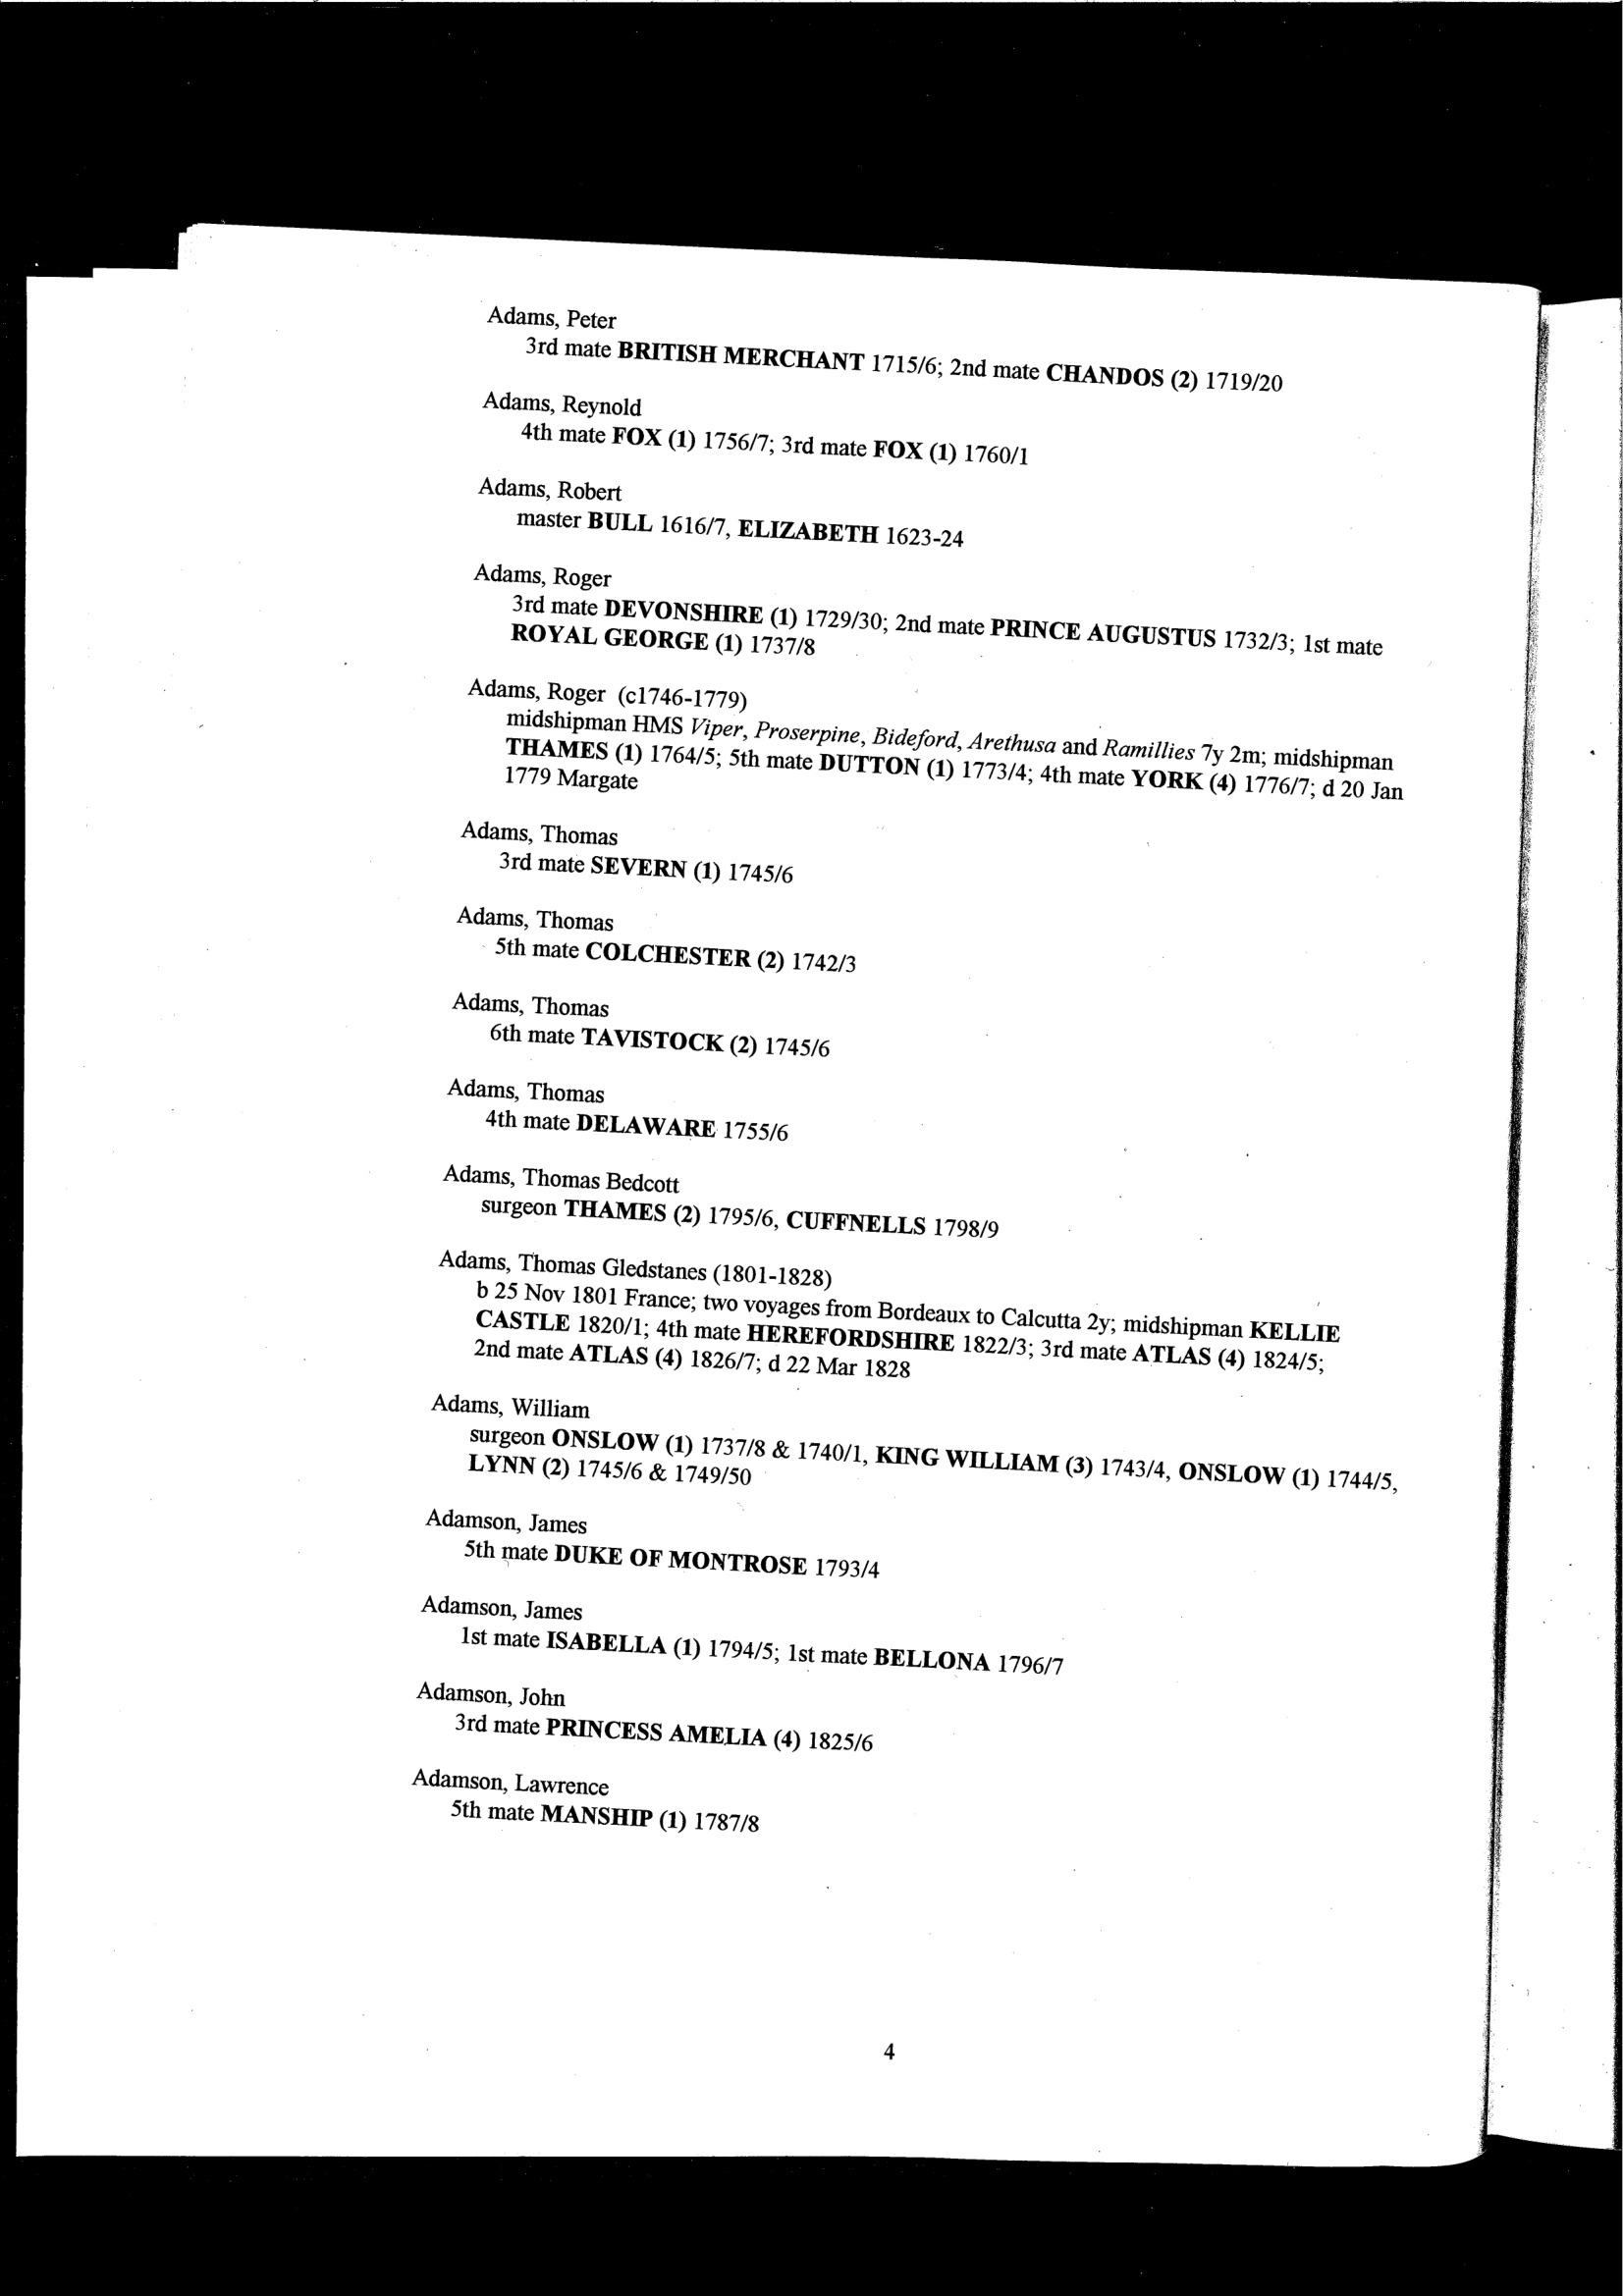 Adams, Peter
3rd mate BRITISH MERCHANT 1715/6; 2nd mate CHANDOS (2) 1719/20
Adams, Reynold
4th mate FOX (1) 1756/7; 3rd mate FOX (1) 1760/1
Adams, Robert
master BULL 1616/7, ELIZABETH 1623-24
Adams, Roger
3rd mate DEVONSHIRE (1) 1729/30; 2nd mate PRINCE AUGUSTUS 1732/3; 1st mate
ROYAL GEORGE (1) 1737/8
Adams, Roger (c1746-1779)
midshipman HMS Viper, Proserpine, Bideford, Arethusa and Ramillies 7y 2m; midshipman
THAMES (1) 1764/5; 5th mate DUTTON (1) 1773/4; 4th mate YORK (4) 1776/7; d 20 Jan
1779 Margate
Adams, Thomas
3rd mate SEVERN (1) 1745/6
Adams, Thomas
5th mate COLCHESTER (2) 1742/3
Adams, Thomas
6th mate TAVISTOCK (2) 1745/6
Adams, Thomas
4th mate DELAWARE 1755/6
Adams, Thomas Bedcott
surgeon THAMES (2) 1795/6, CUFFNELLS 1798/9
Adams, Thomas Gledstanes (1801-1828)
b 25 Nov 1801 France; two voyages from Bordeaux to Calcutta 2y; midshipman KELLIE
CASTLE 1820/1; 4th mate HEREFORDSHIRE 1822/3; 3rd mate ATLAS (4) 1824/5;
2nd mate ATLAS (4) 1826/7; d 22 Mar 1828
Adams, William
surgeon ONSLOW (1) 1737/8 & 1740/1, KING WILLIAM (3) 1743/4, ONSLOW (1) 1744/5,
LYNN (2) 1745/6 & 1749/50
Adamson, James
5th mate DUKE OF MONTROSE 1793/4
Adamson, James
1st mate ISABELLA (1) 1794/5; 1st mate BELLONA 1796/7
Adamson, John
3rd mate PRINCESS AMELIA (4) 1825/6
Adamson, Lawrence
5th mate MANSHIP (1) 1787/8
4